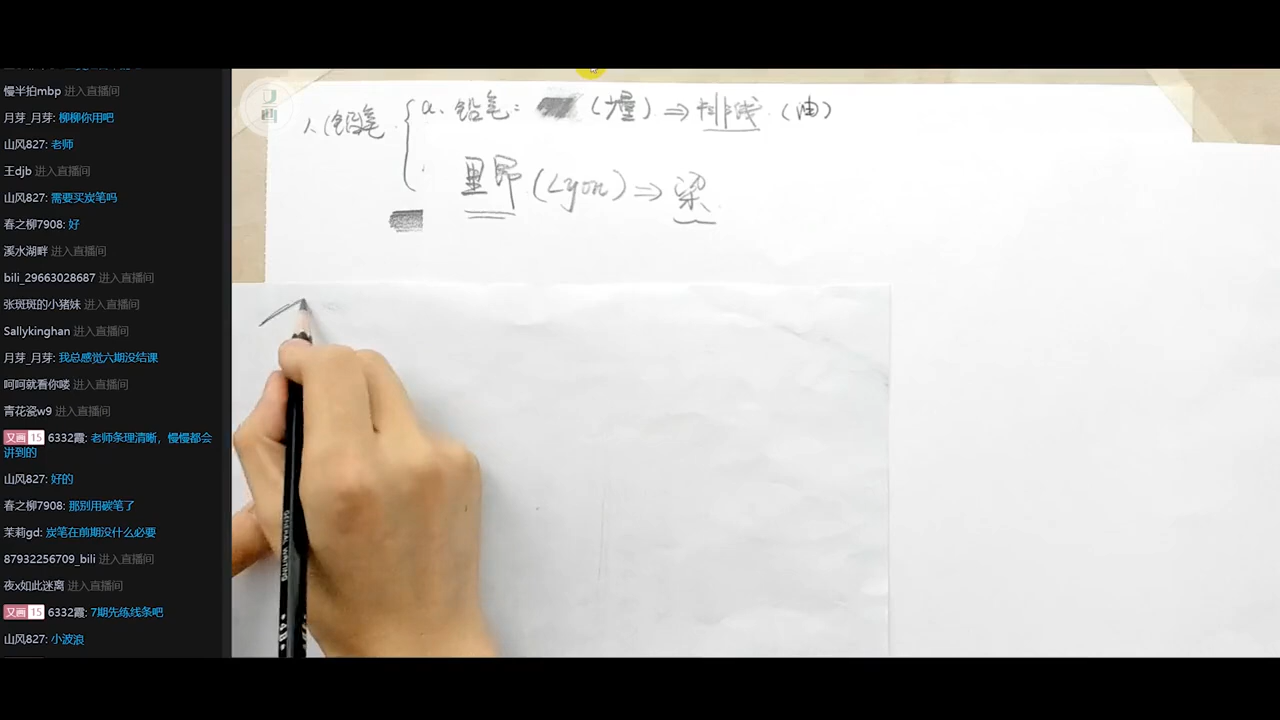 慢半拍mbp 进入直播间
月芽_月芽: 柳柳你用吧
山风827: 老师
王djb 进入直播间
山风827: 需要买炭笔吗
春之柳7908: 好
溪水湖畔 进入直播间
bili_29663028687 进入直播间
张斑斑的小猪妹 进入直播间
Sallykinghan 进入直播间
月芽_月芽: 我总感觉六期没结课
呵呵就看你喽 进入直播间
青花瓷w9 进入直播间
又画 15 6332霞: 老师条理清晰，慢慢都会
讲到的
山风827: 好的
春之柳7908: 那别用碳笔了
茉莉gd: 炭笔在前期没什么必要
87932256709_bili 进入直播间
夜x如此迷离 进入直播间
又画 15 6332霞: 7期先练线条吧
山风827: 小波浪
又画
铅笔 { a、铅笔: ⇒ 排线 (油)
里昂 (Lyon) ⇒ 梁
GENERAL WRITING